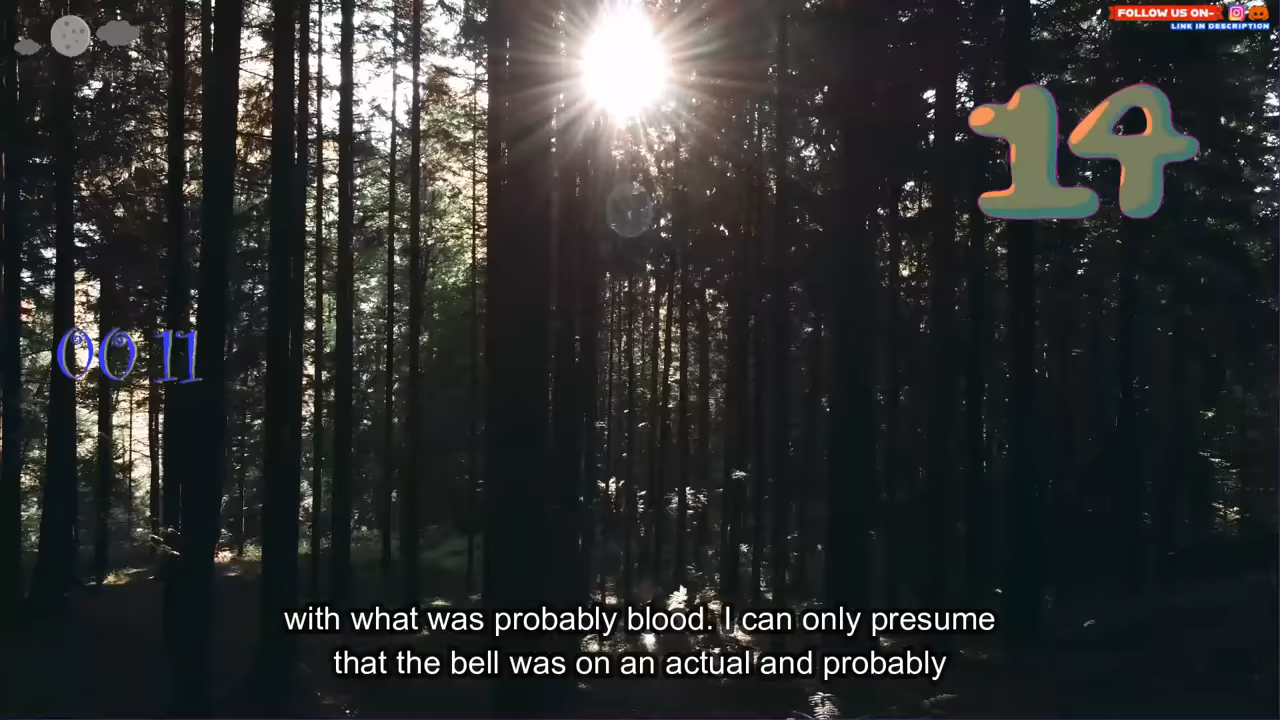 FOLLOW US ON-
LINK IN DESCRIPTION
14
00 11
with what was probably blood. I can only presume
that the bell was on an actual and probably